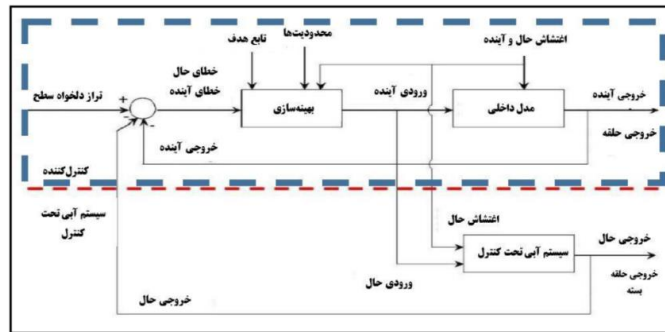 تابع هدف
محدودیت‌ها
اغتشاش حال و آینده
تراز دلخواه سطح
+
-
-
خطای حال
خطای آینده
بهینه‌سازی
ورودی آینده
مدل داخلی
خروجی آینده
خروجی حلقه
خروجی آینده
کنترل‌کننده
سیستم آبی تحت
کنترل
اغتشاش حال
سیستم آبی تحت کنترل
خروجی حال
خروجی حلقه
بسته
ورودی حال
خروجی حال